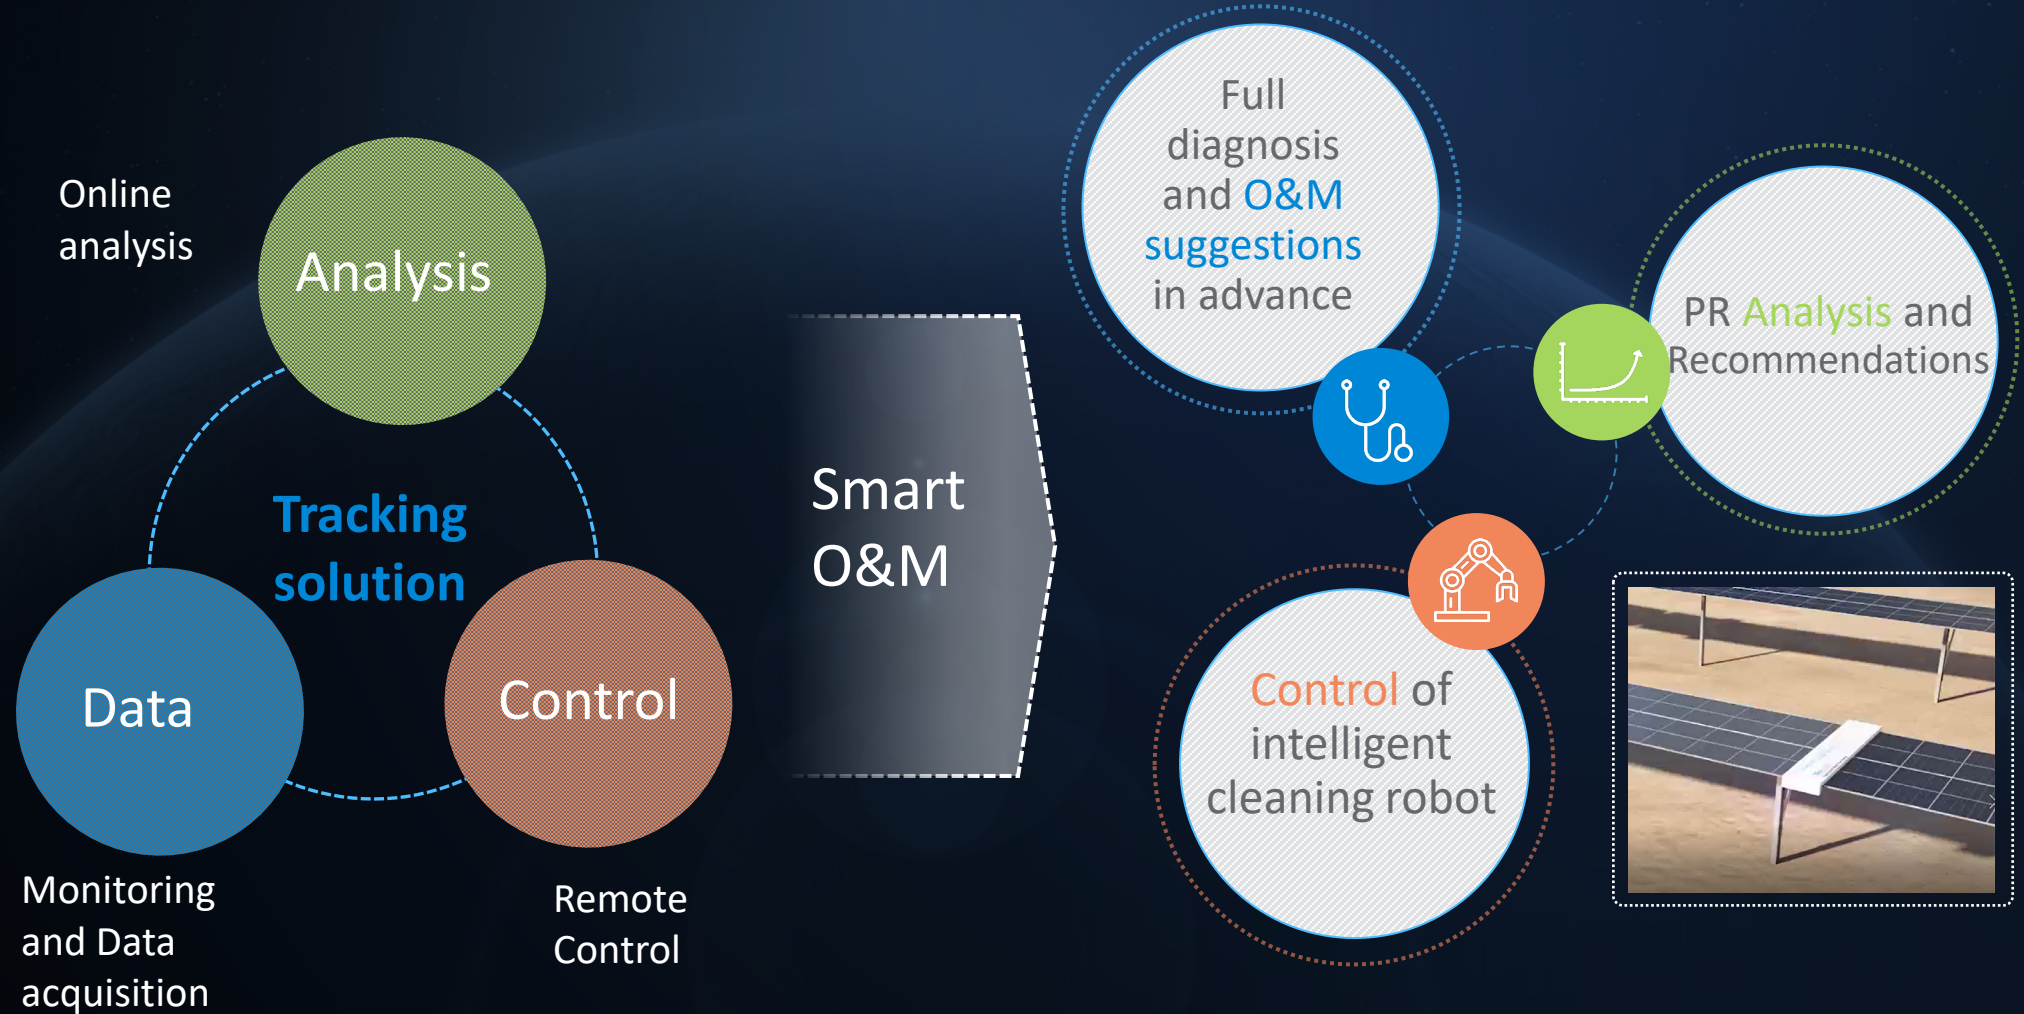 Online
analysis
Analysis
Tracking
solution
Data
Control
Monitoring
and Data
acquisition
Remote
Control
Smart
O&M
Full
diagnosis
and O&M
suggestions
in advance
PR Analysis and
Recommendations
Control of
intelligent
cleaning robot